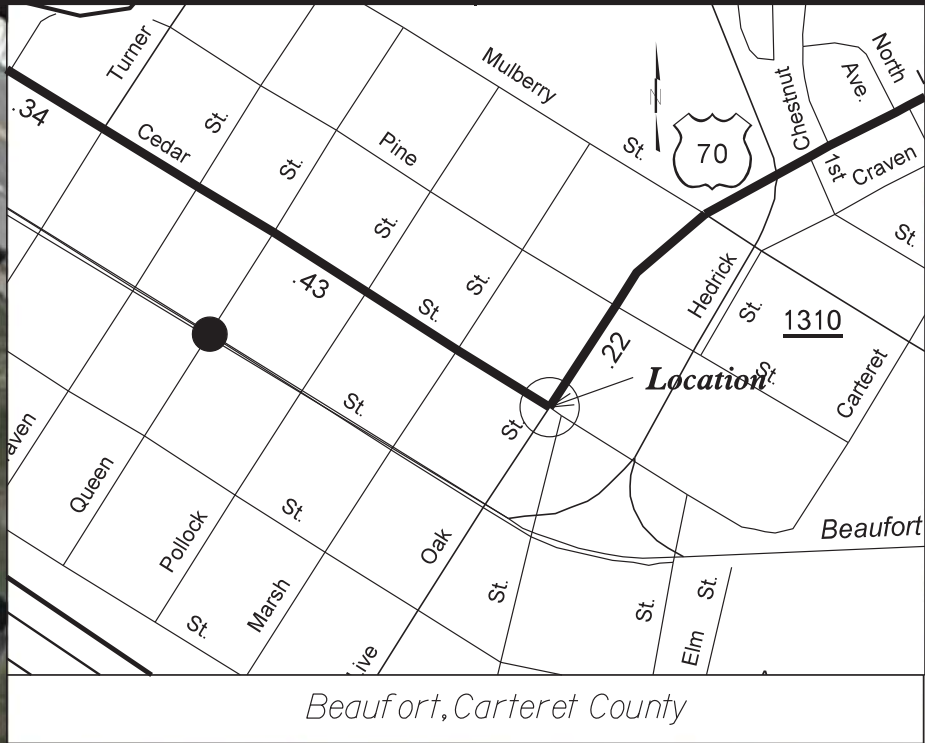 Turner
Mulberry
North
Ave.
Chestnut
N
70
.34
St.
Cedar
Pine
St.
St.
1st
Craven
St.
St.
St.
Hedrick
.43
St.
St.
1310
.22
Location
St.
Carteret
St.
St
aven
Queen
St.
Oak
Beaufort
Pollock
Marsh
St.
St.
St.
St.
Elm
Live
Beaufort, Carteret County